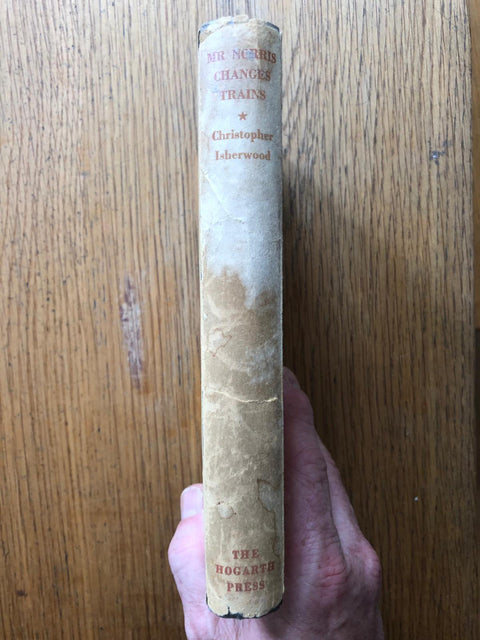 MR NORRIS
CHANGES
TRAINS
★
Christopher
Isherwood
THE
HOGARTH
PRESS